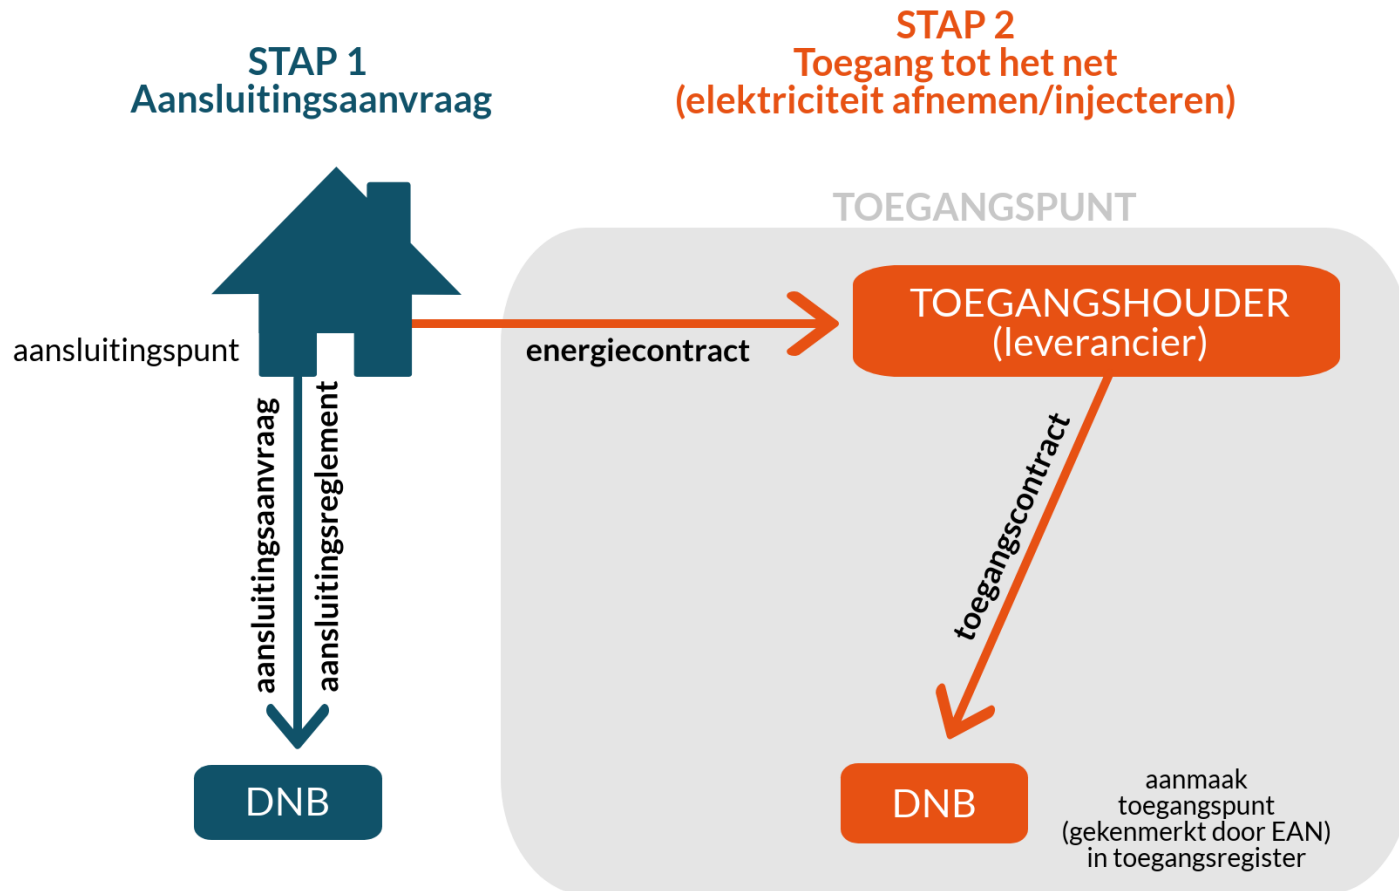 STAP 1
Aansluitingsaanvraag
STAP 2
Toegang tot het net
(elektriciteit afnemen/injecteren)
TOEGANGSPUNT
TOEGANGSHOUDER
(leverancier)
aansluitingspunt
energiecontract
aansluitingsaanvraag
aansluitingsreglement
toegangscontract
DNB
DNB
aanmaak
toegangspunt
(gekenmerkt door EAN)
in toegangsregister